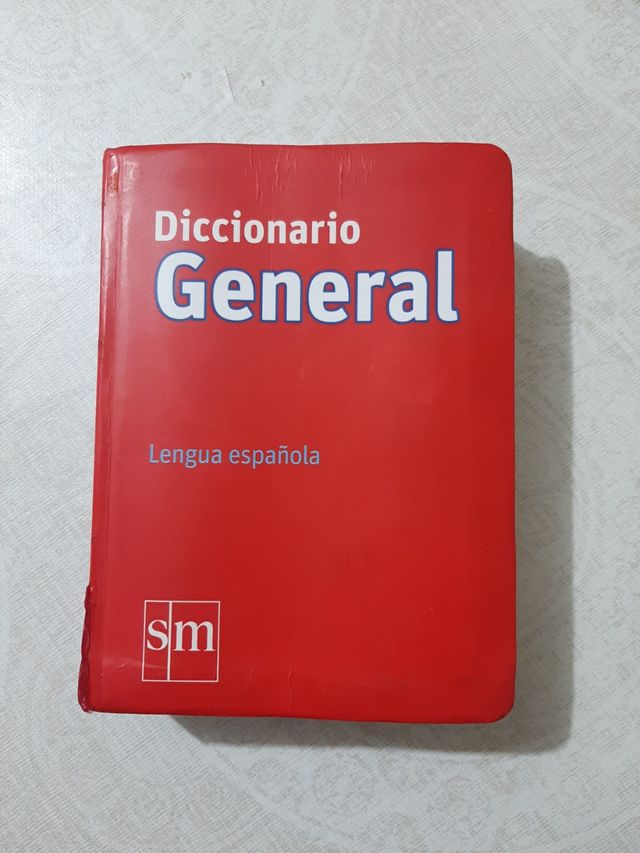 Diccionario
General
Lengua española
sm